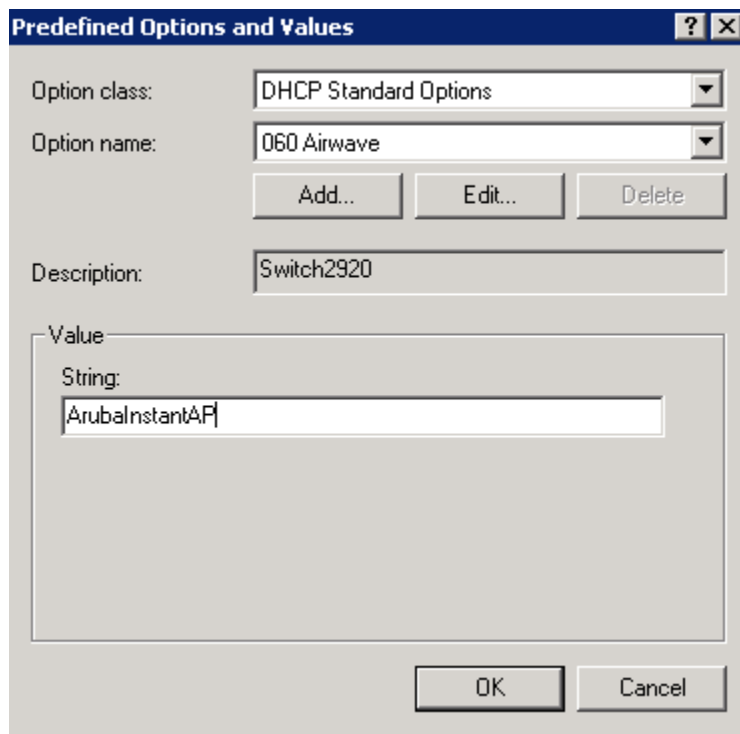 Predefined Options and Values
Option class:
DHCP Standard Options
Option name:
060 Airwave
Add...
Edit...
Delete
Description:
Switch2920
Value
String:
ArubaInstantAP
OK
Cancel